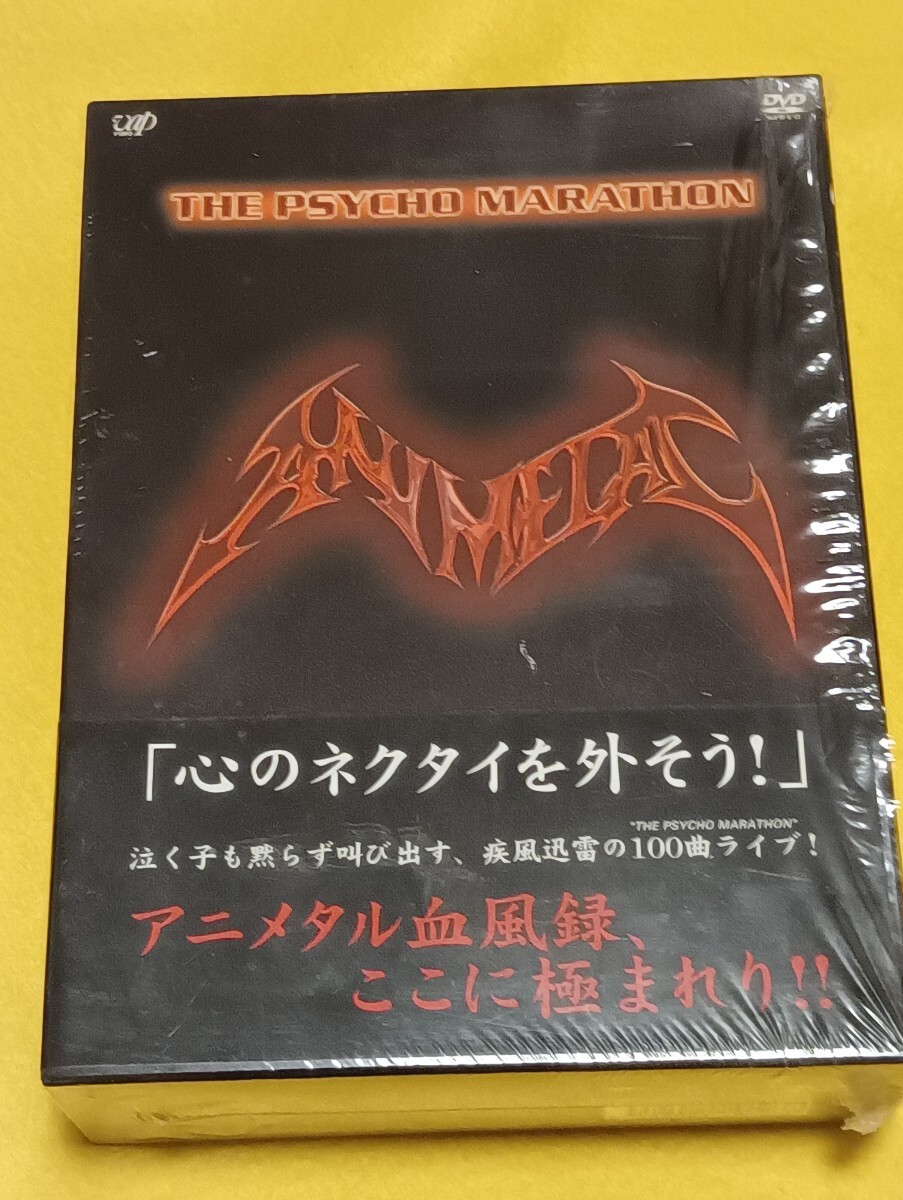 vap
VIDEO
DVD
VIDEO
THE PSYCHO MARATHON
ANIMETAL
「心のネクタイを外そう!」
"THE PSYCHO MARATHON"
泣く子も黙らず叫び出す、疾風迅雷の100曲ライブ!
アニメタル血風録、
ここに極まれり!!